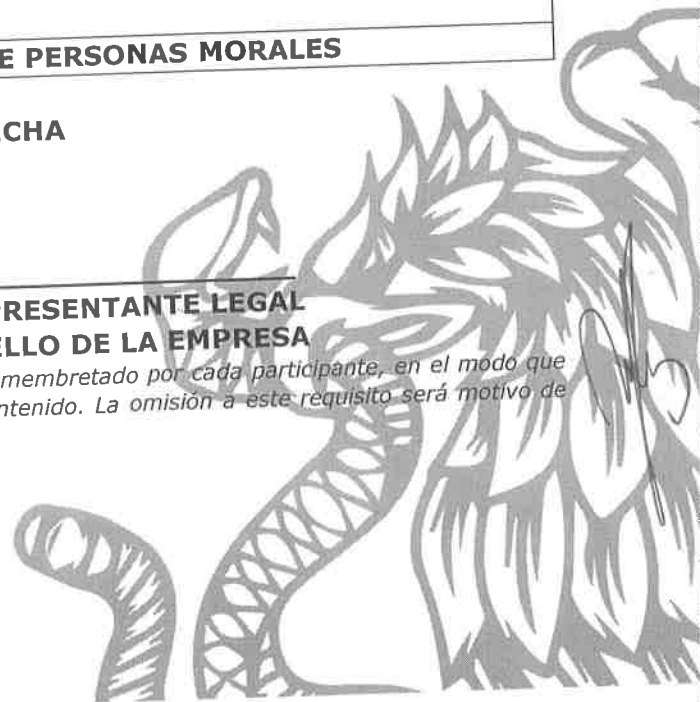 E PERSONAS MORALES
CHA
PRESENTANTE LEGAL
ELLO DE LA EMPRESA
membretado por cada participante, en el modo que
ntenido. La omisión a este requisito será motivo de